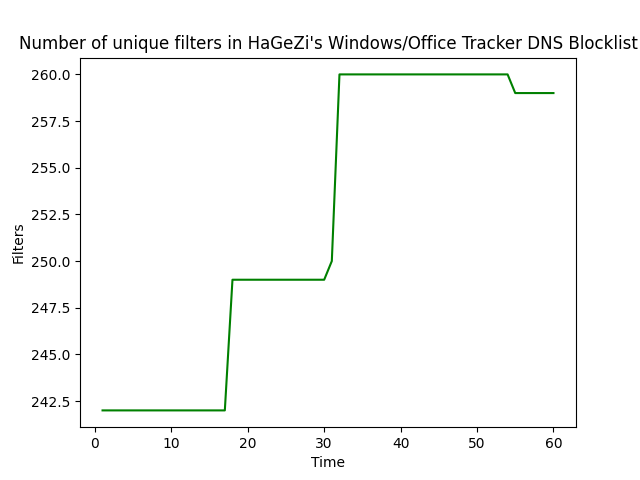 Number of unique filters in HaGeZi's Windows/Office Tracker DNS Blocklist
260.0
257.5
255.0
252.5
250.0
247.5
245.0
242.5
Filters
0 10 20 30 40 50 60
Time